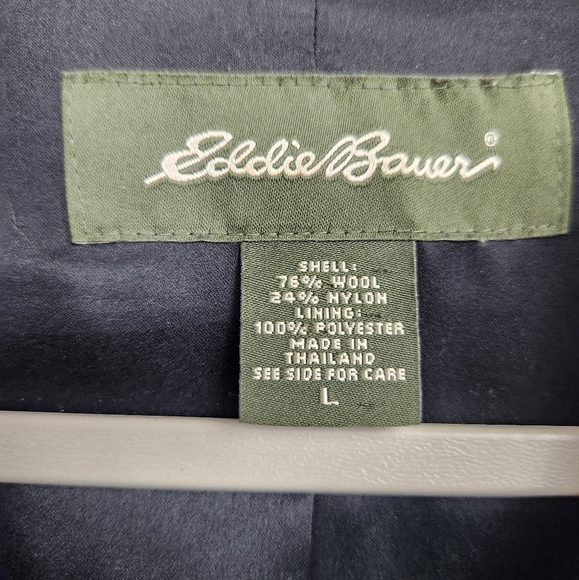 Eddie Bauer®
SHELL:
76% WOOL
24% NYLON
LINING:
100% POLYESTER
MADE IN
THAILAND
SEE SIDE FOR CARE
L